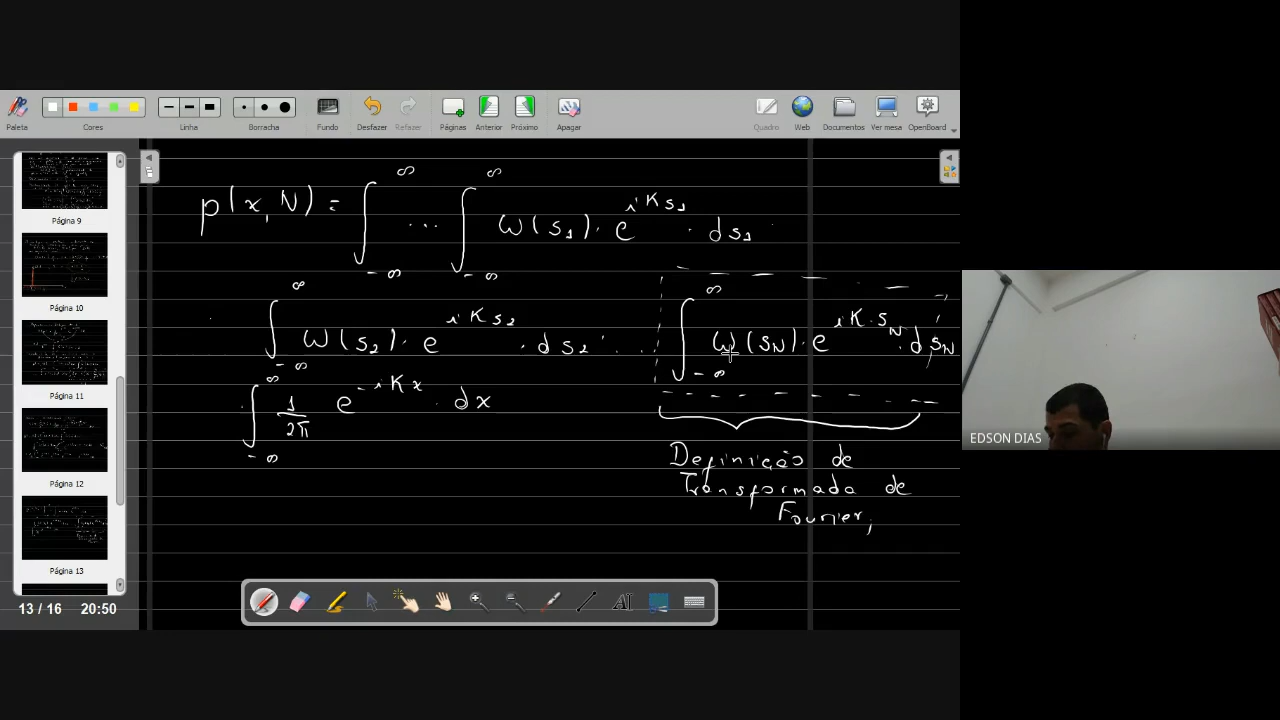 Paleta Cores Linha Borracha Fundo Desfazer Refazer Páginas Anterior Próximo Apagar Quadro Web Documentos Ver mesa OpenBoard
Página 9
Página 10
Página 11
Página 12
Página 13
13 / 16 20:50
p(x, N) = ∫_{-∞}^{∞} ... ∫_{-∞}^{∞} ω(s₁) · e^{iKs₁} · ds₁
∫_{-∞}^{∞} ω(s₂) · e^{iKs₂} · ds₂ ... ∫_{-∞}^{∞} ω(s_N) · e^{iK·s_N} · ds_N
∫_{-∞}^{∞} 1/2π e^{-iKx} · dx
Definição de
Transformada de
Fourier,
EDSON DIAS